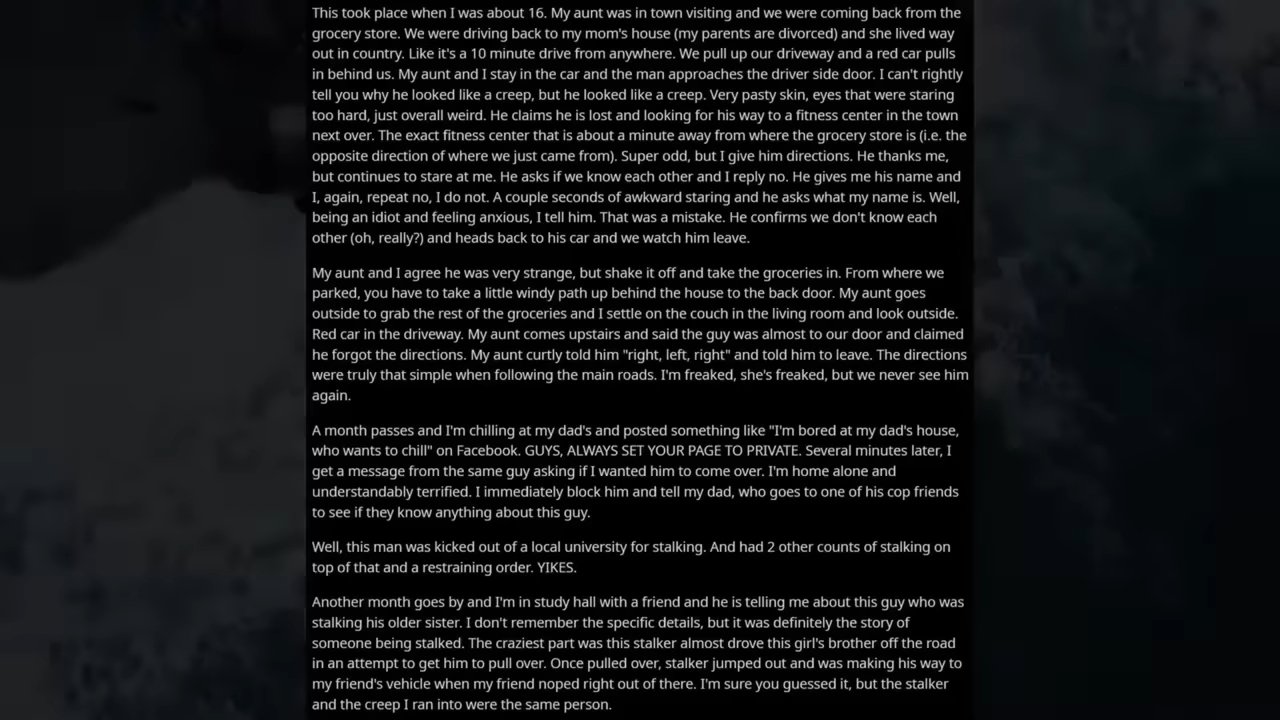 This took place when I was about 16. My aunt was in town visiting and we were coming back from the
grocery store. We were driving back to my mom's house (my parents are divorced) and she lived way
out in country. Like it's a 10 minute drive from anywhere. We pull up our driveway and a red car pulls
in behind us. My aunt and I stay in the car and the man approaches the driver side door. I can't rightly
tell you why he looked like a creep, but he looked like a creep. Very pasty skin, eyes that were staring
too hard, just overall weird. He claims he is lost and looking for his way to a fitness center in the town
next over. The exact fitness center that is about a minute away from where the grocery store is (i.e. the
opposite direction of where we just came from). Super odd, but I give him directions. He thanks me,
but continues to stare at me. He asks if we know each other and I reply no. He gives me his name and
I, again, repeat no, I do not. A couple seconds of awkward staring and he asks what my name is. Well,
being an idiot and feeling anxious, I tell him. That was a mistake. He confirms we don't know each
other (oh, really?) and heads back to his car and we watch him leave.
My aunt and I agree he was very strange, but shake it off and take the groceries in. From where we
parked, you have to take a little windy path up behind the house to the back door. My aunt goes
outside to grab the rest of the groceries and I settle on the couch in the living room and look outside.
Red car in the driveway. My aunt comes upstairs and said the guy was almost to our door and claimed
he forgot the directions. My aunt curtly told him "right, left, right" and told him to leave. The directions
were truly that simple when following the main roads. I'm freaked, she's freaked, but we never see him
again.
A month passes and I'm chilling at my dad's and posted something like "I'm bored at my dad's house,
who wants to chill" on Facebook. GUYS, ALWAYS SET YOUR PAGE TO PRIVATE. Several minutes later, I
get a message from the same guy asking if I wanted him to come over. I'm home alone and
understandably terrified. I immediately block him and tell my dad, who goes to one of his cop friends
to see if they know anything about this guy.
Well, this man was kicked out of a local university for stalking. And had 2 other counts of stalking on
top of that and a restraining order. YIKES.
Another month goes by and I'm in study hall with a friend and he is telling me about this guy who was
stalking his older sister. I don't remember the specific details, but it was definitely the story of
someone being stalked. The craziest part was this stalker almost drove this girl's brother off the road
in an attempt to get him to pull over. Once pulled over, stalker jumped out and was making his way to
my friend's vehicle when my friend noped right out of there. I'm sure you guessed it, but the stalker
and the creep I ran into were the same person.